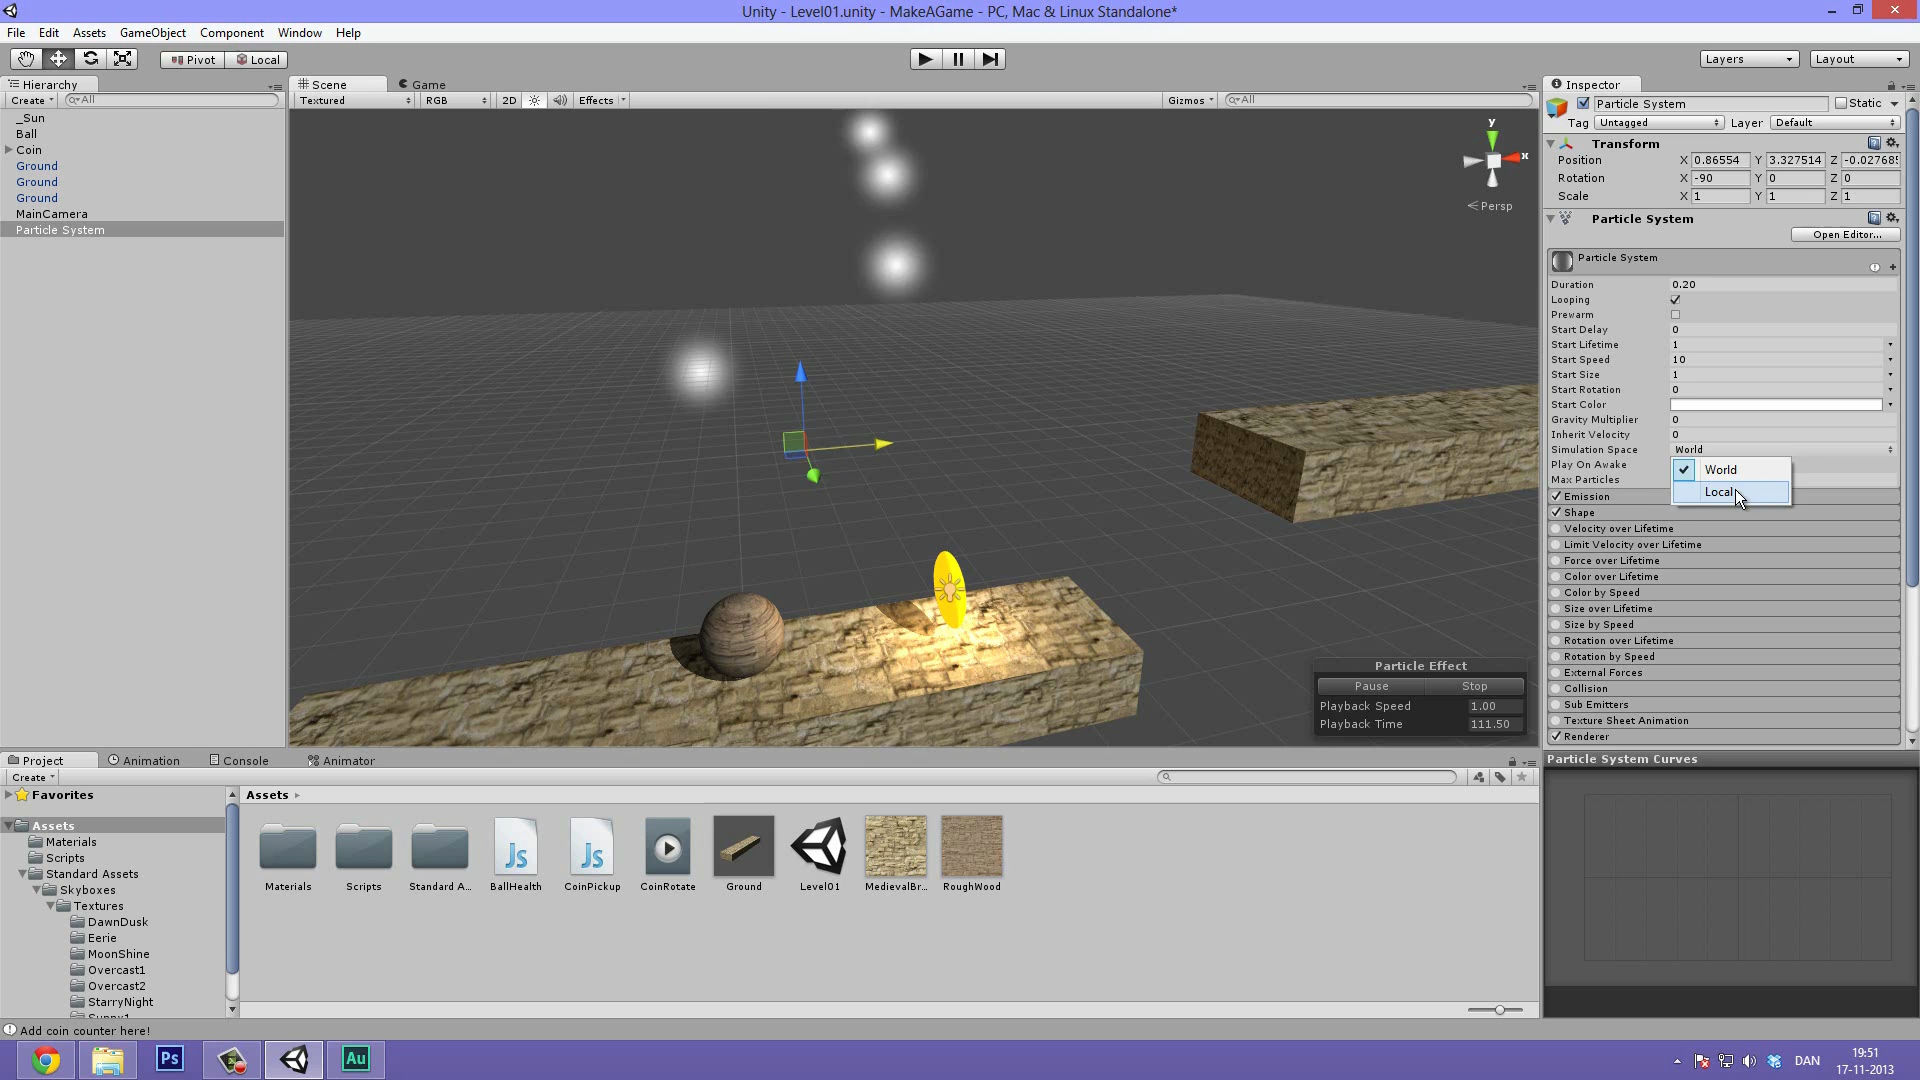 Unity - Level01.unity - MakeAGame - PC, Mac & Linux Standalone*
File Edit Assets GameObject Component Window Help
Pivot Local Layers Layout
Hierarchy
Create All
_Sun
Ball
Coin
Ground
Ground
Ground
MainCamera
Particle System
Scene Game
Textured RGB 2D Effects Gizmos All
y
x
Persp
Particle Effect
Pause Stop
Playback Speed 1.00
Playback Time 111.50
Inspector
Particle System Static
Tag Untagged Layer Default
Transform
Position X 0.86554 Y 3.327514 Z -0.02768
Rotation X -90 Y 0 Z 0
Scale X 1 Y 1 Z 1
Particle System
Open Editor...
Particle System
Duration 0.20
Looping
Prewarm
Start Delay 0
Start Lifetime 1
Start Speed 10
Start Size 1
Start Rotation 0
Start Color
Gravity Multiplier 0
Inherit Velocity 0
Simulation Space World
Play On Awake
Max Particles
World
Local
Emission
Shape
Velocity over Lifetime
Limit Velocity over Lifetime
Force over Lifetime
Color over Lifetime
Color by Speed
Size over Lifetime
Size by Speed
Rotation over Lifetime
Rotation by Speed
External Forces
Collision
Sub Emitters
Texture Sheet Animation
Renderer
Particle System Curves
Project Animation Console Animator
Create
Favorites
Assets
Materials
Scripts
Standard Assets
Skyboxes
Textures
DawnDusk
Eerie
MoonShine
Overcast1
Overcast2
StarryNight
Assets
Js Js
Materials Scripts Standard A... BallHealth CoinPickup CoinRotate Ground Level01 MedievalBr... RoughWood
Add coin counter here!
Ps Au
DAN
19:51
17-11-2013